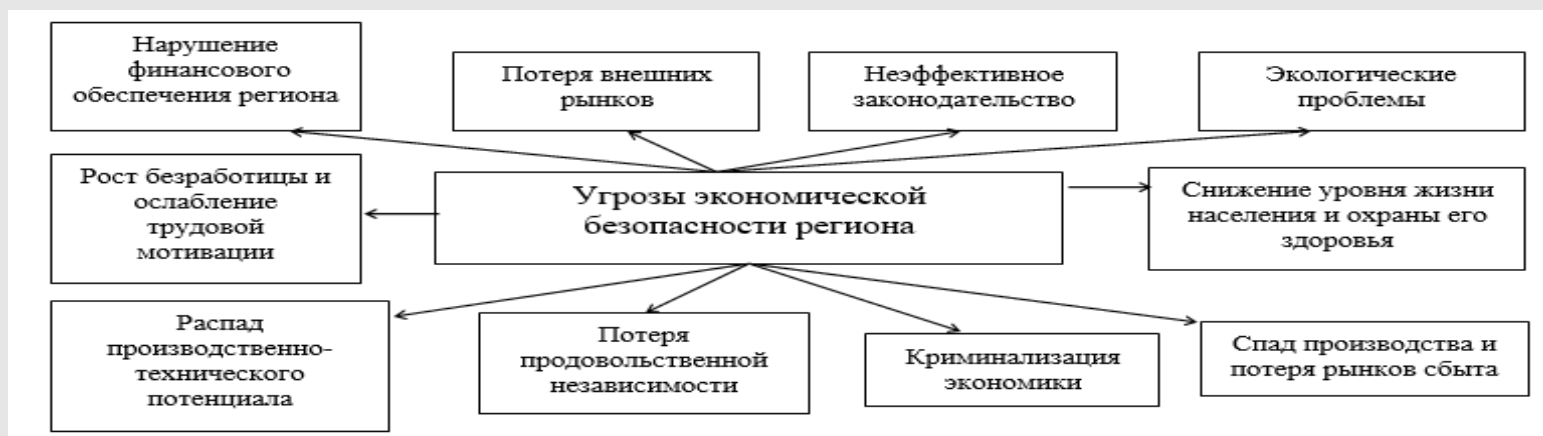 Нарушение
финансового
обеспечения региона
Потеря внешних
рынков
Неэффективное
законодательство
Экологические
проблемы
Рост безработицы и
ослабление
трудовой
мотивации
Угрозы экономической
безопасности региона
Снижение уровня жизни
населения и охраны его
здоровья
Распад
производственно-
технического
потенциала
Потеря
продовольственной
независимости
Криминализация
экономики
Спад производства и
потеря рынков сбыта